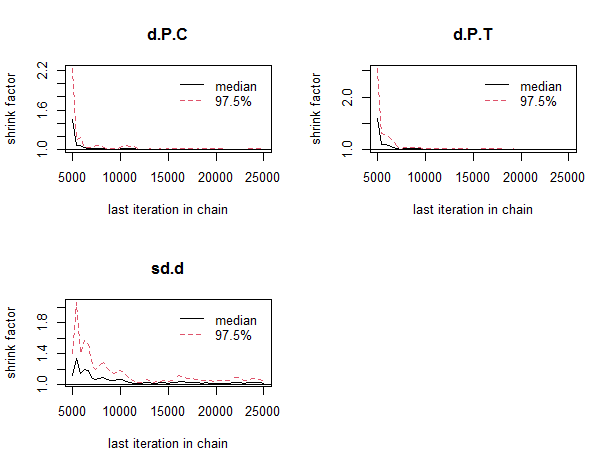 d.P.C
shrink factor
1.0 1.6 2.2
median
97.5%
5000 10000 15000 20000 25000
last iteration in chain
d.P.T
shrink factor
1.0 2.0
median
97.5%
5000 10000 15000 20000 25000
last iteration in chain
sd.d
shrink factor
1.0 1.4 1.8
median
97.5%
5000 10000 15000 20000 25000
last iteration in chain